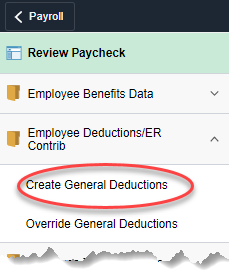 Payroll
Review Paycheck
Employee Benefits Data
Employee Deductions/ER
Contrib
Create General Deductions
Override General Deductions